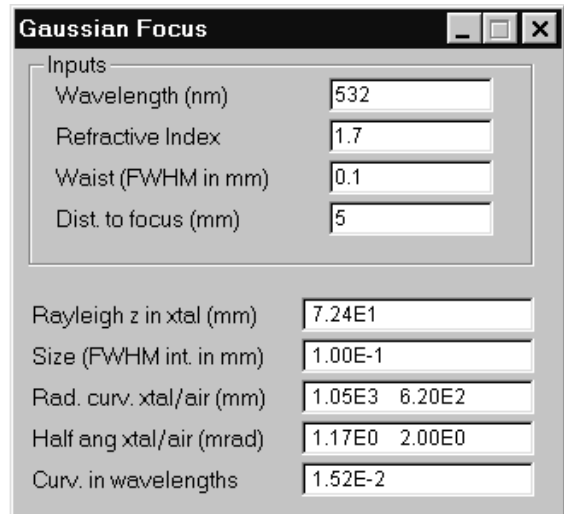 Gaussian Focus
Inputs
Wavelength (nm) 532
Refractive Index 1.7
Waist (FWHM in mm) 0.1
Dist. to focus (mm) 5
Rayleigh z in xtal (mm) 7.24E1
Size (FWHM int. in mm) 1.00E-1
Rad. curv. xtal/air (mm) 1.05E3 6.20E2
Half ang xtal/air (mrad) 1.17E0 2.00E0
Curv. in wavelengths 1.52E-2